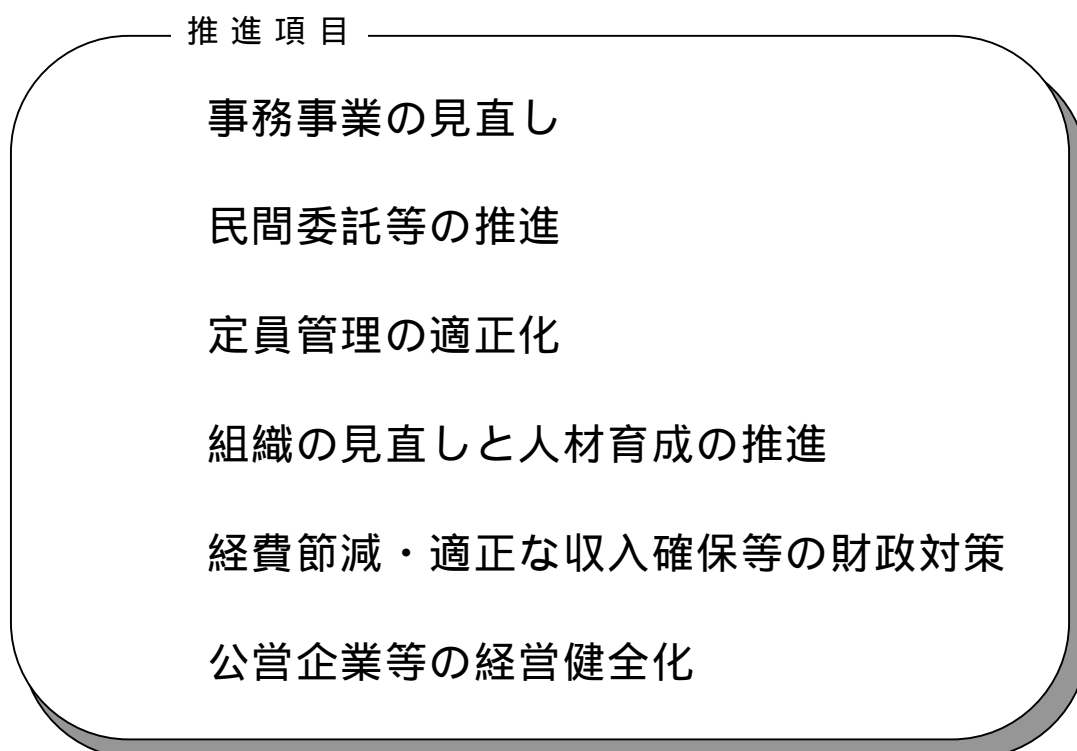 推進項目
事務事業の見直し
民間委託等の推進
定員管理の適正化
組織の見直しと人材育成の推進
経費節減・適正な収入確保等の財政対策
公営企業等の経営健全化